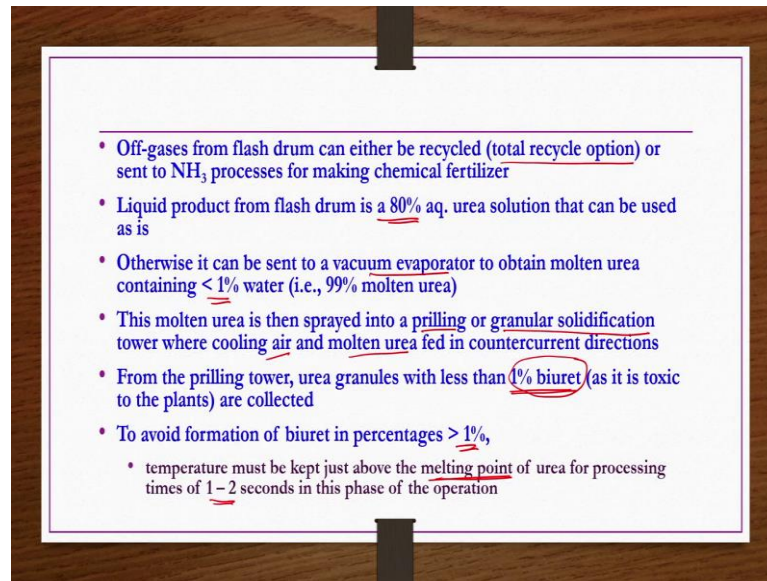 • Off-gases from flash drum can either be recycled (total recycle option) or
sent to NH₃ processes for making chemical fertilizer
• Liquid product from flash drum is a 80% aq. urea solution that can be used
as is
• Otherwise it can be sent to a vacuum evaporator to obtain molten urea
containing < 1% water (i.e., 99% molten urea)
• This molten urea is then sprayed into a prilling or granular solidification
tower where cooling air and molten urea fed in countercurrent directions
• From the prilling tower, urea granules with less than 1% biuret (as it is toxic
to the plants) are collected
• To avoid formation of biuret in percentages > 1%,
• temperature must be kept just above the melting point of urea for processing
times of 1 – 2 seconds in this phase of the operation